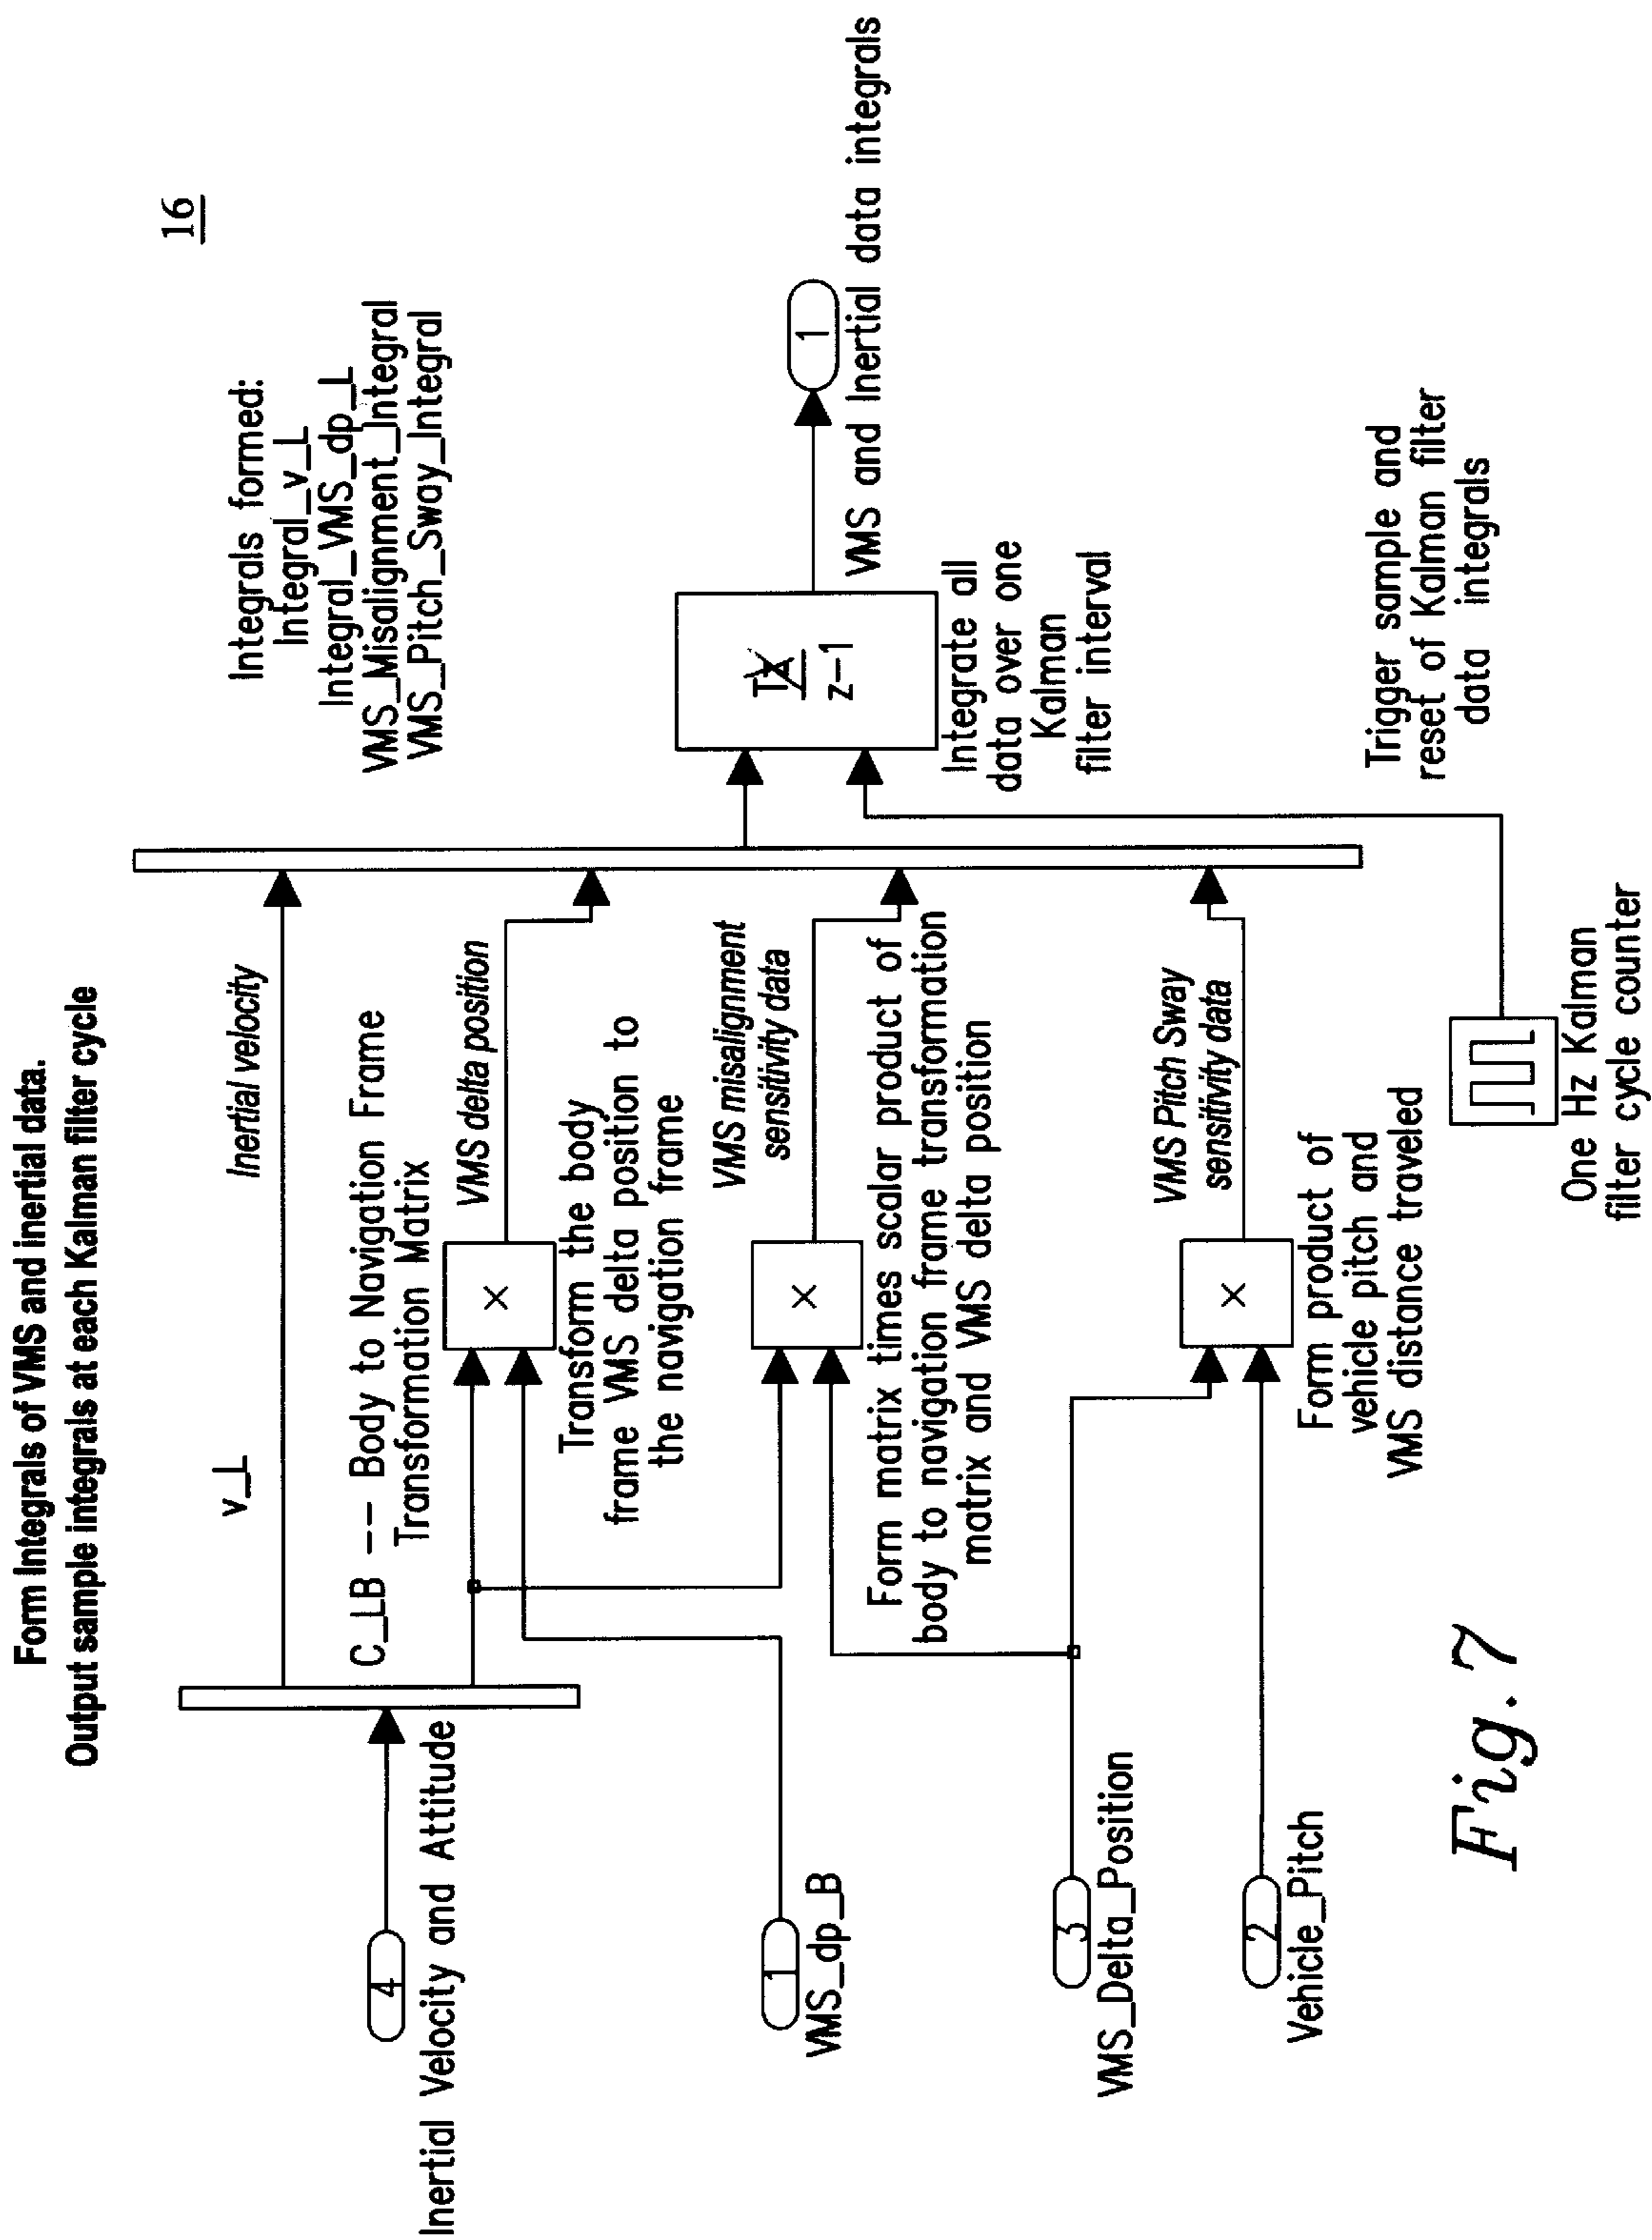 Form Integrals of VMS and inertial data.
Output sample integrals at each Kalman filter cycle
16
Integrals formed:
Integral_v_L
Integral_VMS_dp_L
VMS_Misalignment_Integral
VMS_Pitch_Sway_Integral
v_L
Inertial velocity
4
Inertial Velocity and Attitude
C_LB -- Body to Navigation Frame
Transformation Matrix
×
VMS delta position
Transform the body
frame VMS delta position to
the navigation frame
1
VMS_dp_B
×
VMS misalignment
sensitivity data
Form matrix times scalar product of
body to navigation frame transformation
matrix and VMS delta position
z-1
Integrate all
data over one
Kalman
filter interval
1
VMS and Inertial data integrals
3
VMS_Delta_Position
2
Vehicle_Pitch
×
VMS Pitch Sway
sensitivity data
Form product of
vehicle pitch and
VMS distance traveled
Trigger sample and
reset of Kalman filter
data integrals
One Hz Kalman
filter cycle counter
Fig. 7